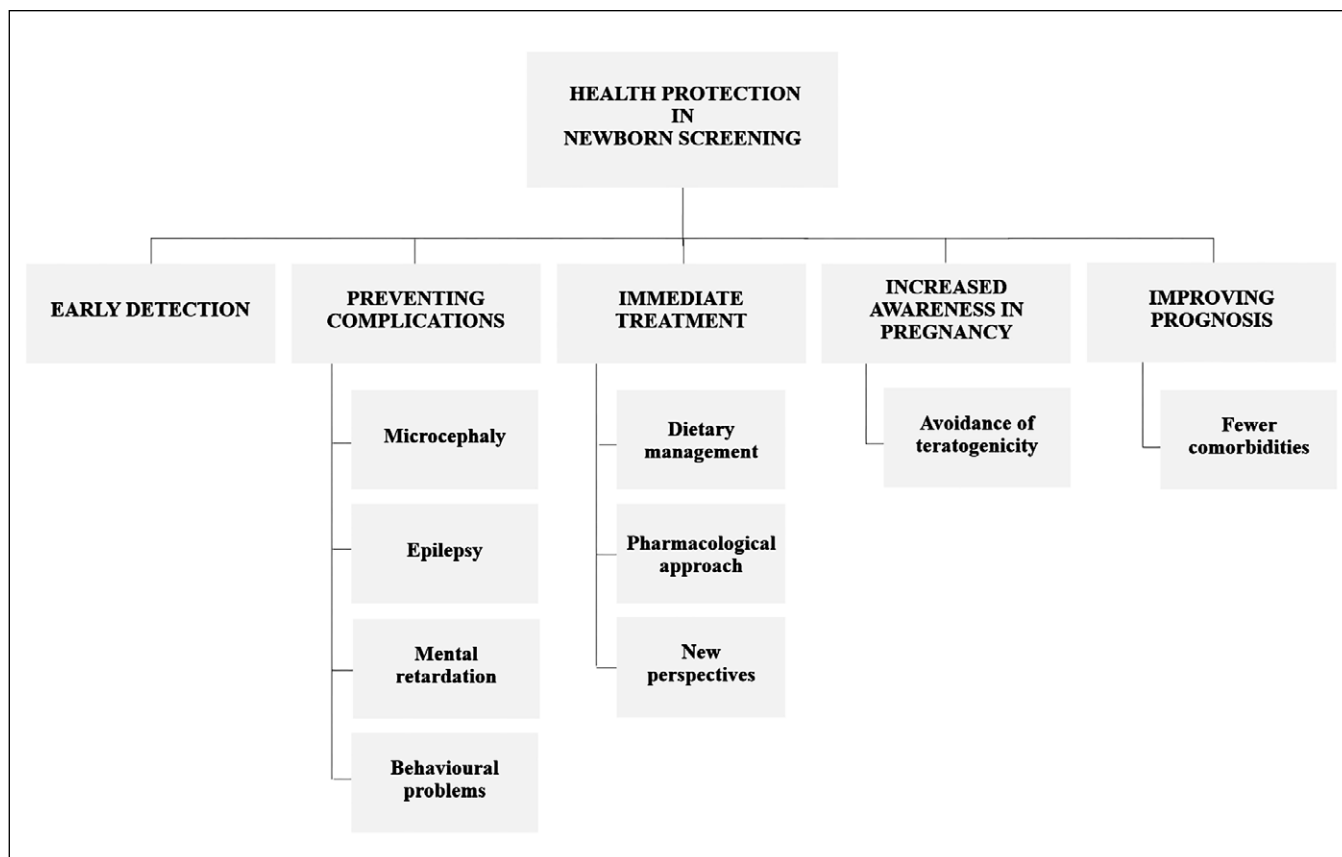 HEALTH PROTECTION
IN
NEWBORN SCREENING
EARLY DETECTION
PREVENTING
COMPLICATIONS
IMMEDIATE
TREATMENT
INCREASED
AWARENESS IN
PREGNANCY
IMPROVING
PROGNOSIS
Microcephaly
Epilepsy
Mental
retardation
Behavioural
problems
Dietary
management
Pharmacological
approach
New
perspectives
Avoidance of
teratogenicity
Fewer
comorbidities